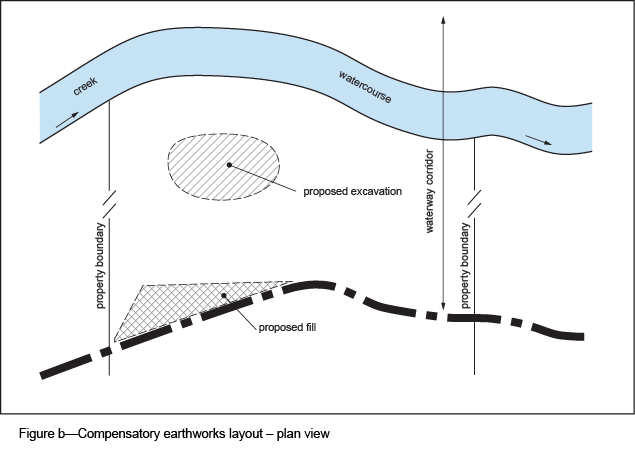 creek
watercourse
proposed excavation
waterway corridor
property boundary
property boundary
proposed fill
Figure b—Compensatory earthworks layout – plan view